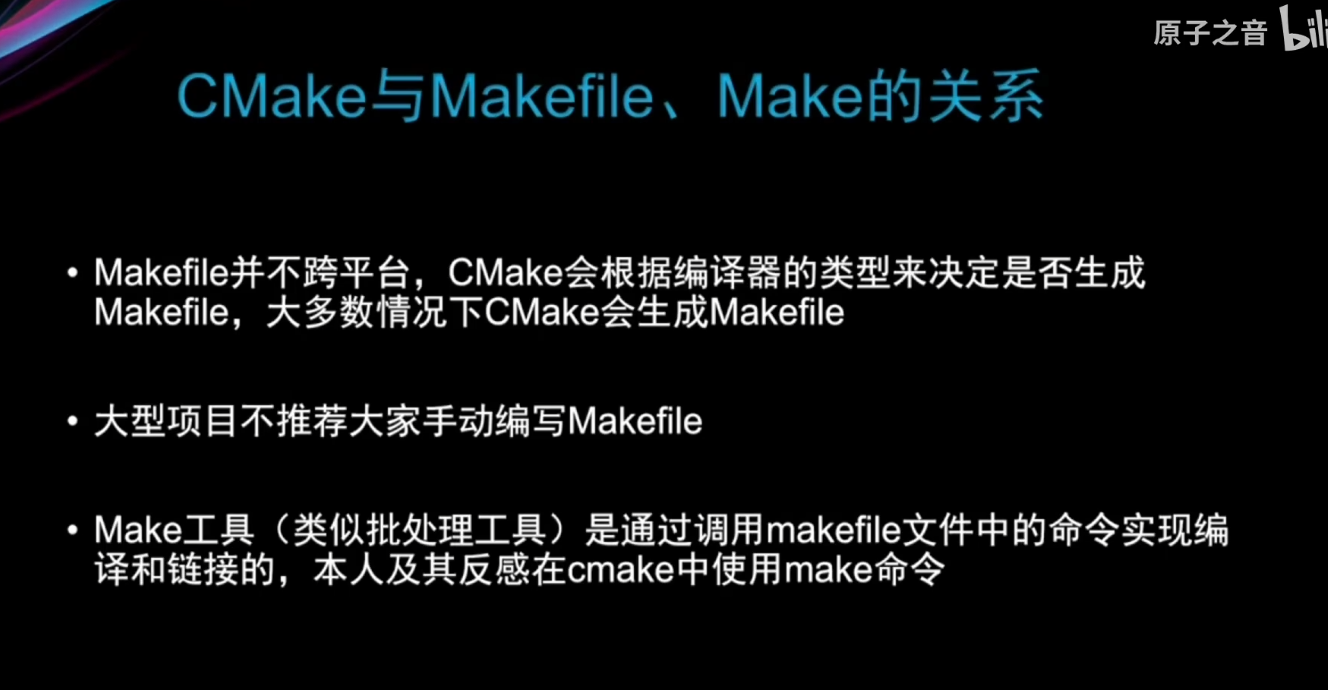 原子之音 bili
CMake与Makefile、Make的关系
• Makefile并不跨平台，CMake会根据编译器的类型来决定是否生成
Makefile，大多数情况下CMake会生成Makefile
• 大型项目不推荐大家手动编写Makefile
• Make工具（类似批处理工具）是通过调用makefile文件中的命令实现编
译和链接的，本人及其反感在cmake中使用make命令